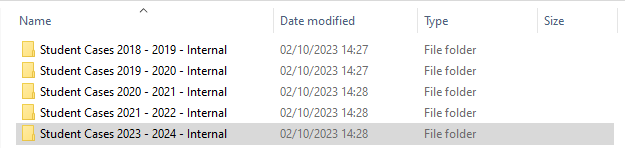 Name Date modified Type Size
Student Cases 2018 - 2019 - Internal 02/10/2023 14:27 File folder
Student Cases 2019 - 2020 - Internal 02/10/2023 14:27 File folder
Student Cases 2020 - 2021 - Internal 02/10/2023 14:28 File folder
Student Cases 2021 - 2022 - Internal 02/10/2023 14:28 File folder
Student Cases 2023 - 2024 - Internal 02/10/2023 14:28 File folder